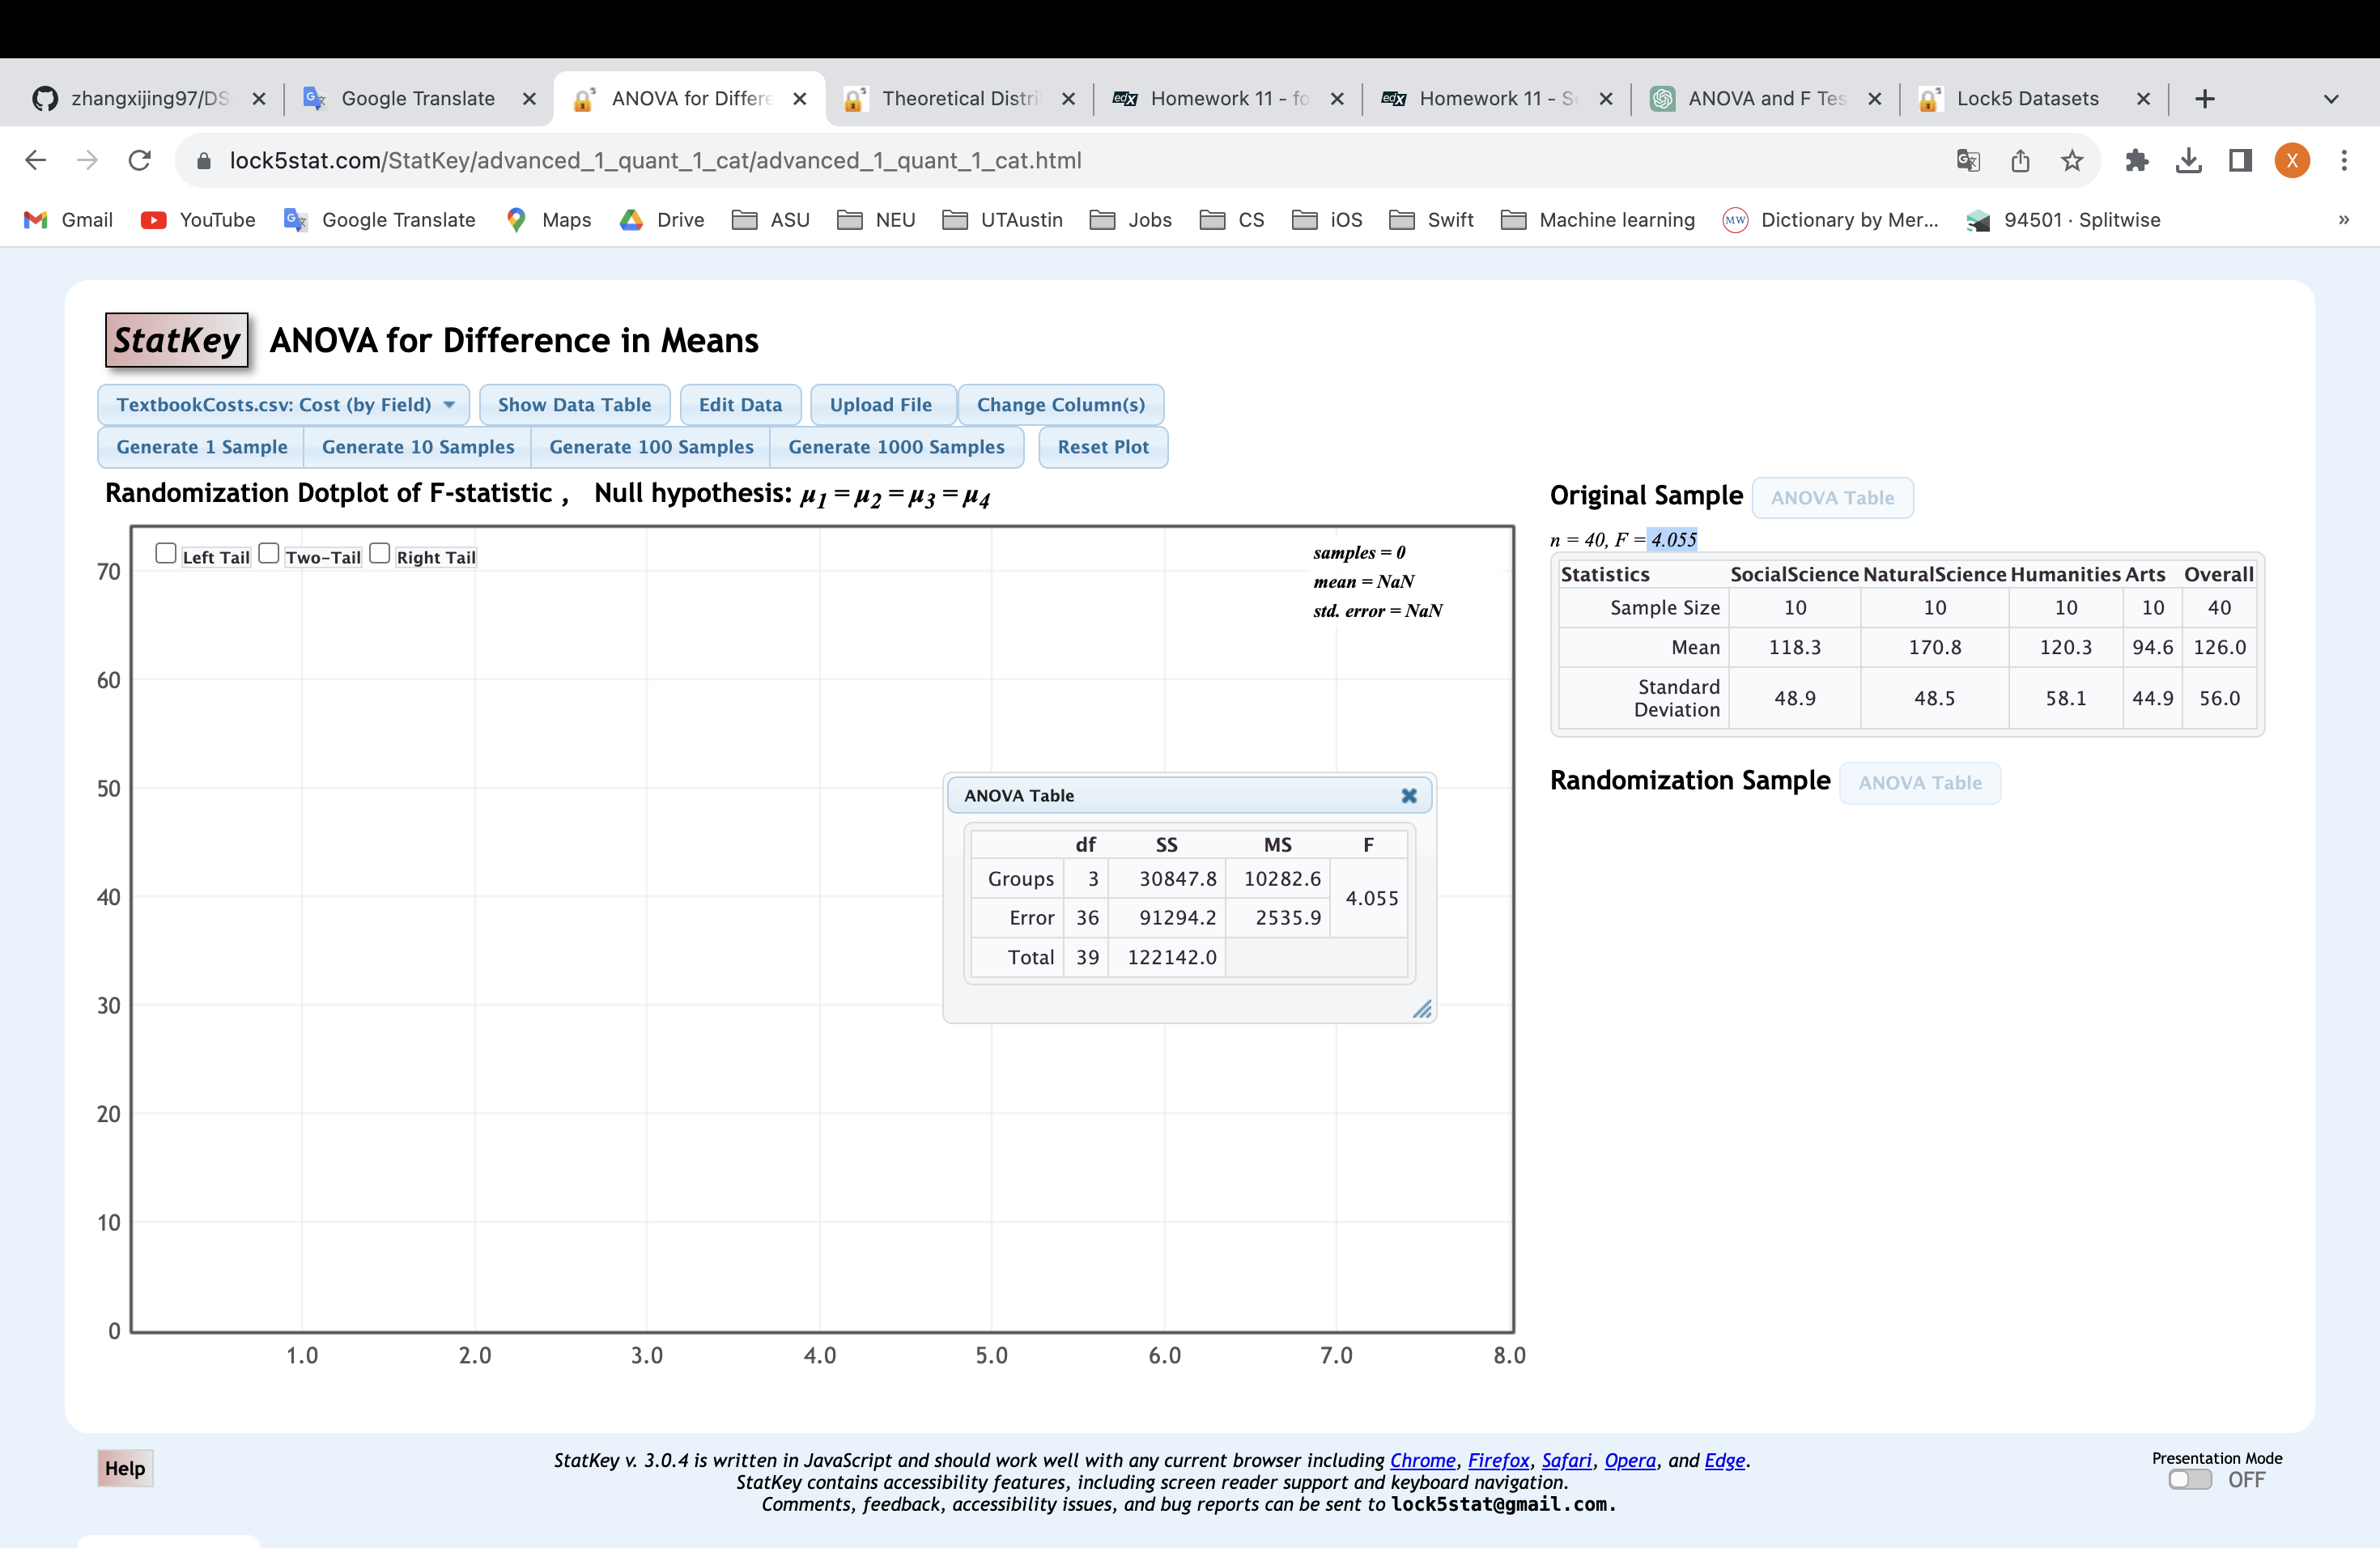 zhangxijing97/DS
Google Translate
ANOVA for Differe
Theoretical Distri
edX Homework 11 - fo
edX Homework 11 - S
ANOVA and F Tes
Lock5 Datasets
lock5stat.com/StatKey/advanced_1_quant_1_cat/advanced_1_quant_1_cat.html
X
Gmail YouTube Google Translate Maps Drive ASU NEU UTAustin Jobs CS iOS Swift Machine learning MW Dictionary by Mer... 94501 · Splitwise »
StatKey ANOVA for Difference in Means
TextbookCosts.csv: Cost (by Field) Show Data Table Edit Data Upload File Change Column(s)
Generate 1 Sample Generate 10 Samples Generate 100 Samples Generate 1000 Samples Reset Plot
Randomization Dotplot of F-statistic , Null hypothesis: μ1 = μ2 = μ3 = μ4
Left Tail Two-Tail Right Tail
samples = 0
mean = NaN
std. error = NaN
70
60
50
40
30
20
10
0
1.0 2.0 3.0 4.0 5.0 6.0 7.0 8.0
ANOVA Table
df SS MS F
Groups 3 30847.8 10282.6 4.055
Error 36 91294.2 2535.9
Total 39 122142.0
Original Sample ANOVA Table
n = 40, F = 4.055
Statistics SocialScience NaturalScience Humanities Arts Overall
Sample Size 10 10 10 10 40
Mean 118.3 170.8 120.3 94.6 126.0
Standard Deviation 48.9 48.5 58.1 44.9 56.0
Randomization Sample ANOVA Table
Help
StatKey v. 3.0.4 is written in JavaScript and should work well with any current browser including Chrome, Firefox, Safari, Opera, and Edge.
StatKey contains accessibility features, including screen reader support and keyboard navigation.
Comments, feedback, accessibility issues, and bug reports can be sent to lock5stat@gmail.com.
Presentation Mode
OFF